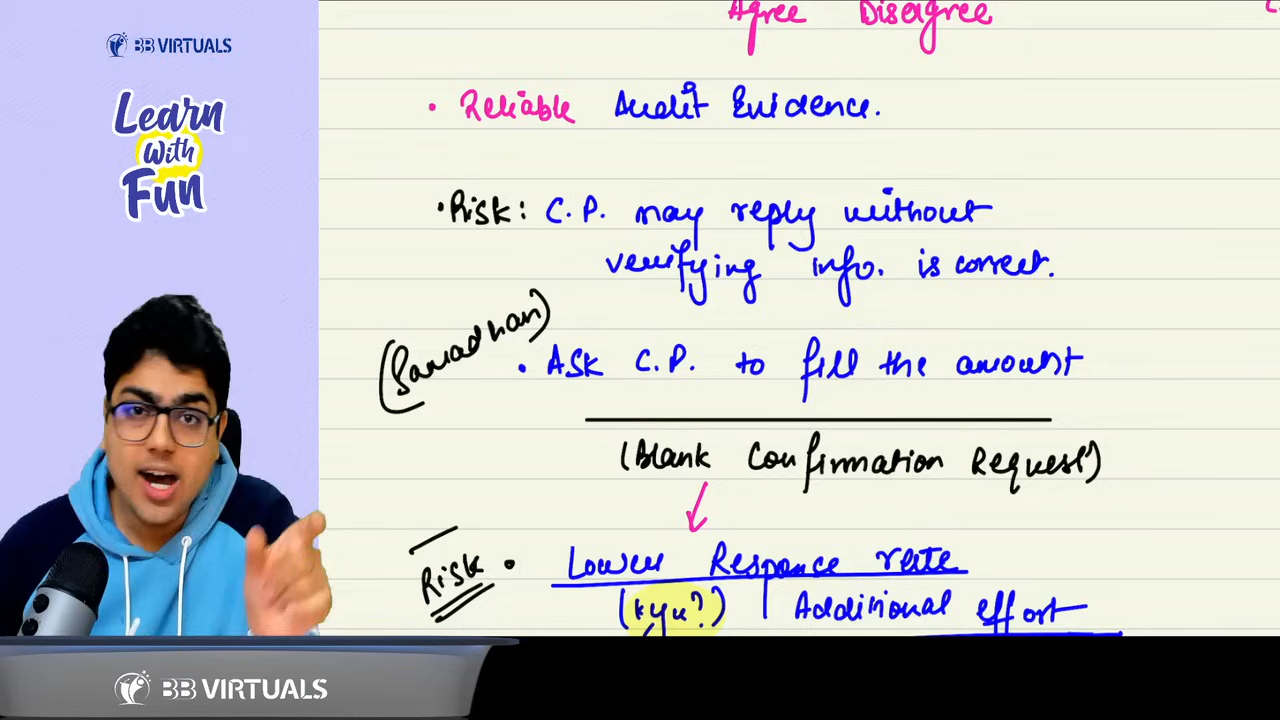 BB VIRTUALS
Learn
With
Fun
Agree Disagree
• Reliable Audit Evidence.
• Risk: C.P. may reply without
verifying info. is correct.
(Samadhan)
• Ask C.P. to fill the amount
(Blank Confirmation Request)
Risk • Lower Response rate
(kyu?) | Additional effort
BB VIRTUALS